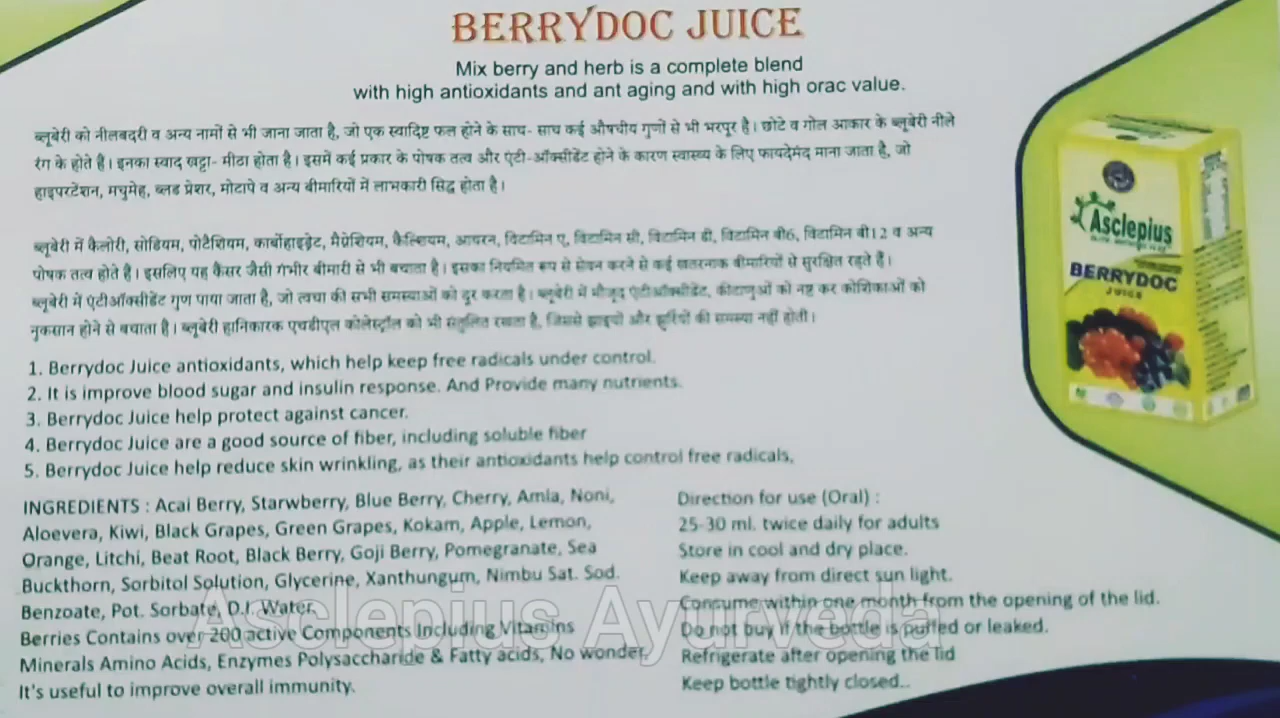 BERRYDOC JUICE
Mix berry and herb is a complete blend
with high antioxidants and ant aging and with high orac value.
ब्लूबेरी को नीलबदरी व अन्य नामों से भी जाना जाता है, जो एक स्वादिष्ट फल होने के साथ- साथ कई औषधीय गुणों से भी भरपूर है। छोटे व गोल आकार के ब्लूबेरी नीले
रंग के होते हैं। इनका स्वाद खट्टा- मीठा होता है। इसमें कई प्रकार के पोषक तत्व और एंटी-ऑक्सीडेंट होने के कारण स्वास्थ्य के लिए फायदेमंद माना जाता है, जो
हाइपरटेंशन, मधुमेह, ब्लड प्रेशर, मोटापे व अन्य बीमारियों में लाभकारी सिद्ध होता है।
ब्लूबेरी में कैलोरी, सोडियम, पोटैशियम, कार्बोहाइड्रेट, मैग्नेशियम, कैल्शियम, आयरन, विटामिन ए, विटामिन सी, विटामिन डी, विटामिन बी6, विटामिन बी12 व अन्य
पोषक तत्व होते है। इसलिए यह कैंसर जैसी गंभीर बीमारी से भी बचाता है। इसका नियमित रूप से सेवन करने से कई खतरनाक बीमारियों से सुरक्षित रहते हैं।
ब्लूबेरी में एंटीऑक्सीडेंट गुण पाया जाता है, जो त्वचा की सभी समस्याओं को दूर करता है। ब्लूबेरी में मौजूद एंटीऑक्सीडेंट, कीटाणुओं को नष्ट कर कोशिकाओं को
नुकसान होने से बचाता है। ब्लूबेरी हानिकारक एचडीएल कोलेस्ट्रॉल को भी संतुलित रखता है, जिससे झाइयों और झुर्रियों की समस्या नहीं होती।
1. Berrydoc Juice antioxidants, which help keep free radicals under control.
2. It is improve blood sugar and insulin response. And Provide many nutrients.
3. Berrydoc Juice help protect against cancer.
4. Berrydoc Juice are a good source of fiber, including soluble fiber
5. Berrydoc Juice help reduce skin wrinkling, as their antioxidants help control free radicals,
INGREDIENTS : Acai Berry, Starwberry, Blue Berry, Cherry, Amla, Noni,
Aloevera, Kiwi, Black Grapes, Green Grapes, Kokam, Apple, Lemon,
Orange, Litchi, Beat Root, Black Berry, Goji Berry, Pomegranate, Sea
Buckthorn, Sorbitol Solution, Glycerine, Xanthungum, Nimbu Sat. Sod.
Benzoate, Pot. Sorbate, D.I. Water.
Berries Contains over 200 active Components Including Vitamins
Minerals Amino Acids, Enzymes Polysaccharide & Fatty acids, No wonder,
It's useful to improve overall immunity.
Direction for use (Oral) :
25-30 ml. twice daily for adults
Store in cool and dry place.
Keep away from direct sun light.
Consume within one month from the opening of the lid.
Do not buy if the bottle is puffed or leaked.
Refrigerate after opening the lid
Keep bottle tightly closed..
Asclepius
BERRYDOC
JUICE
Asclepius Ayurveda